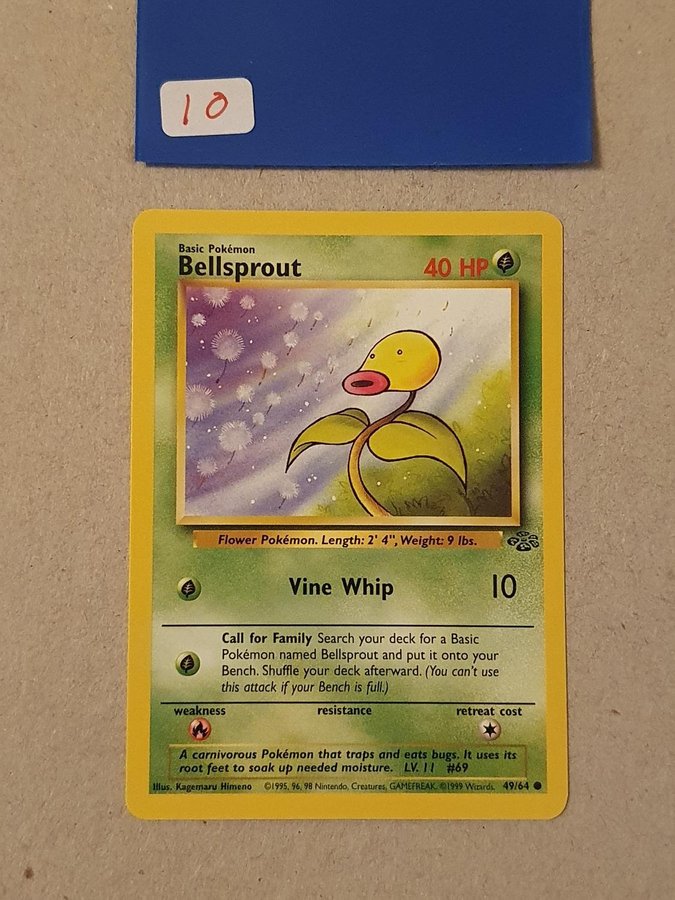 10
Basic Pokémon
Bellsprout 40 HP
Flower Pokémon. Length: 2' 4", Weight: 9 lbs.
Vine Whip 10
Call for Family Search your deck for a Basic
Pokémon named Bellsprout and put it onto your
Bench. Shuffle your deck afterward. (You can't use
this attack if your Bench is full.)
weakness resistance retreat cost
A carnivorous Pokémon that traps and eats bugs. It uses its
root feet to soak up needed moisture. LV. 11 #69
Illus. Kagemaru Himeno ©1995, 96, 98 Nintendo, Creatures, GAMEFREAK. ©1999 Wizards. 49/64